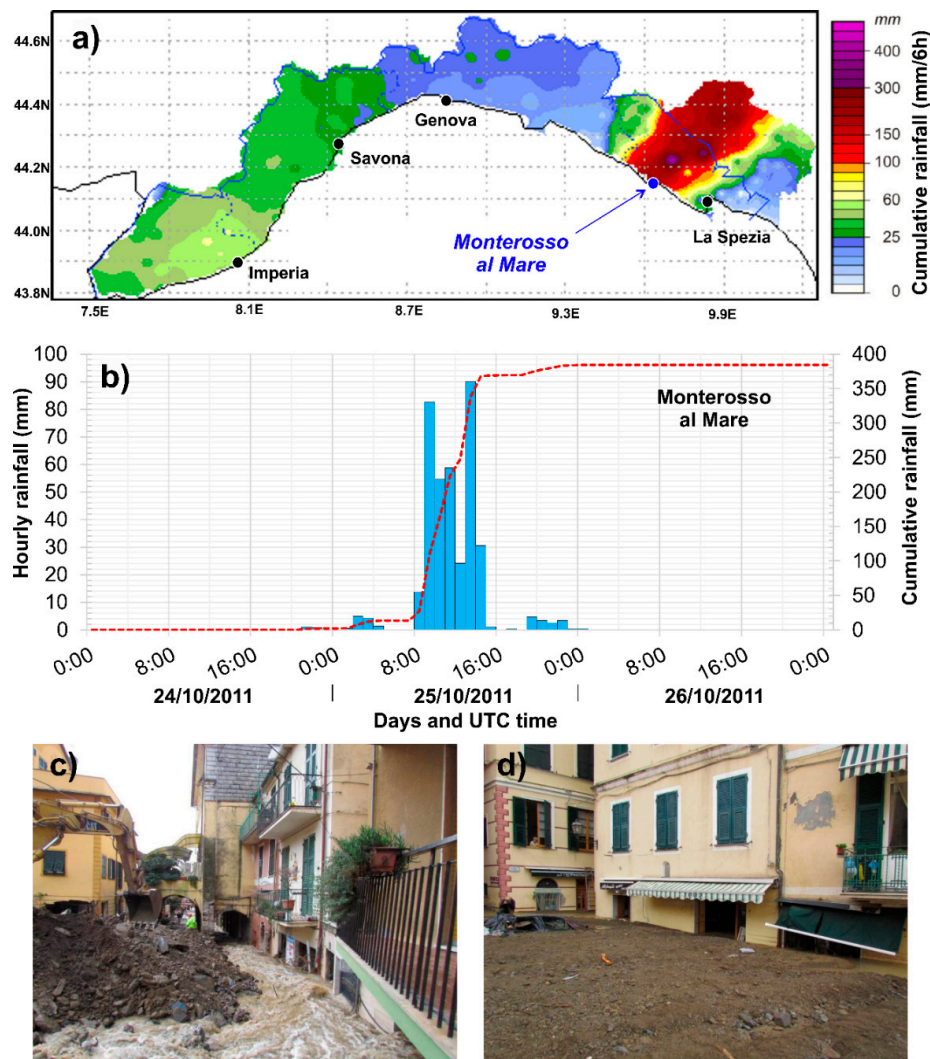 a)
44.6N
44.4N
44.2N
44.0N
43.8N
7.5E
8.1E
8.7E
9.3E
9.9E
Genova
Savona
Imperia
La Spezia
Monterosso
al Mare
mm
400
300
150
100
60
25
10
0
Cumulative rainfall (mm/6h)
b)
100
90
80
70
60
50
40
30
20
10
0
Hourly rainfall (mm)
Monterosso
al Mare
400
350
300
250
200
150
100
50
0
Cumulative rainfall (mm)
0:00 8:00 16:00 0:00 8:00 16:00 0:00 8:00 16:00 0:00
24/10/2011 | 25/10/2011 | 26/10/2011
Days and UTC time
c)
d)